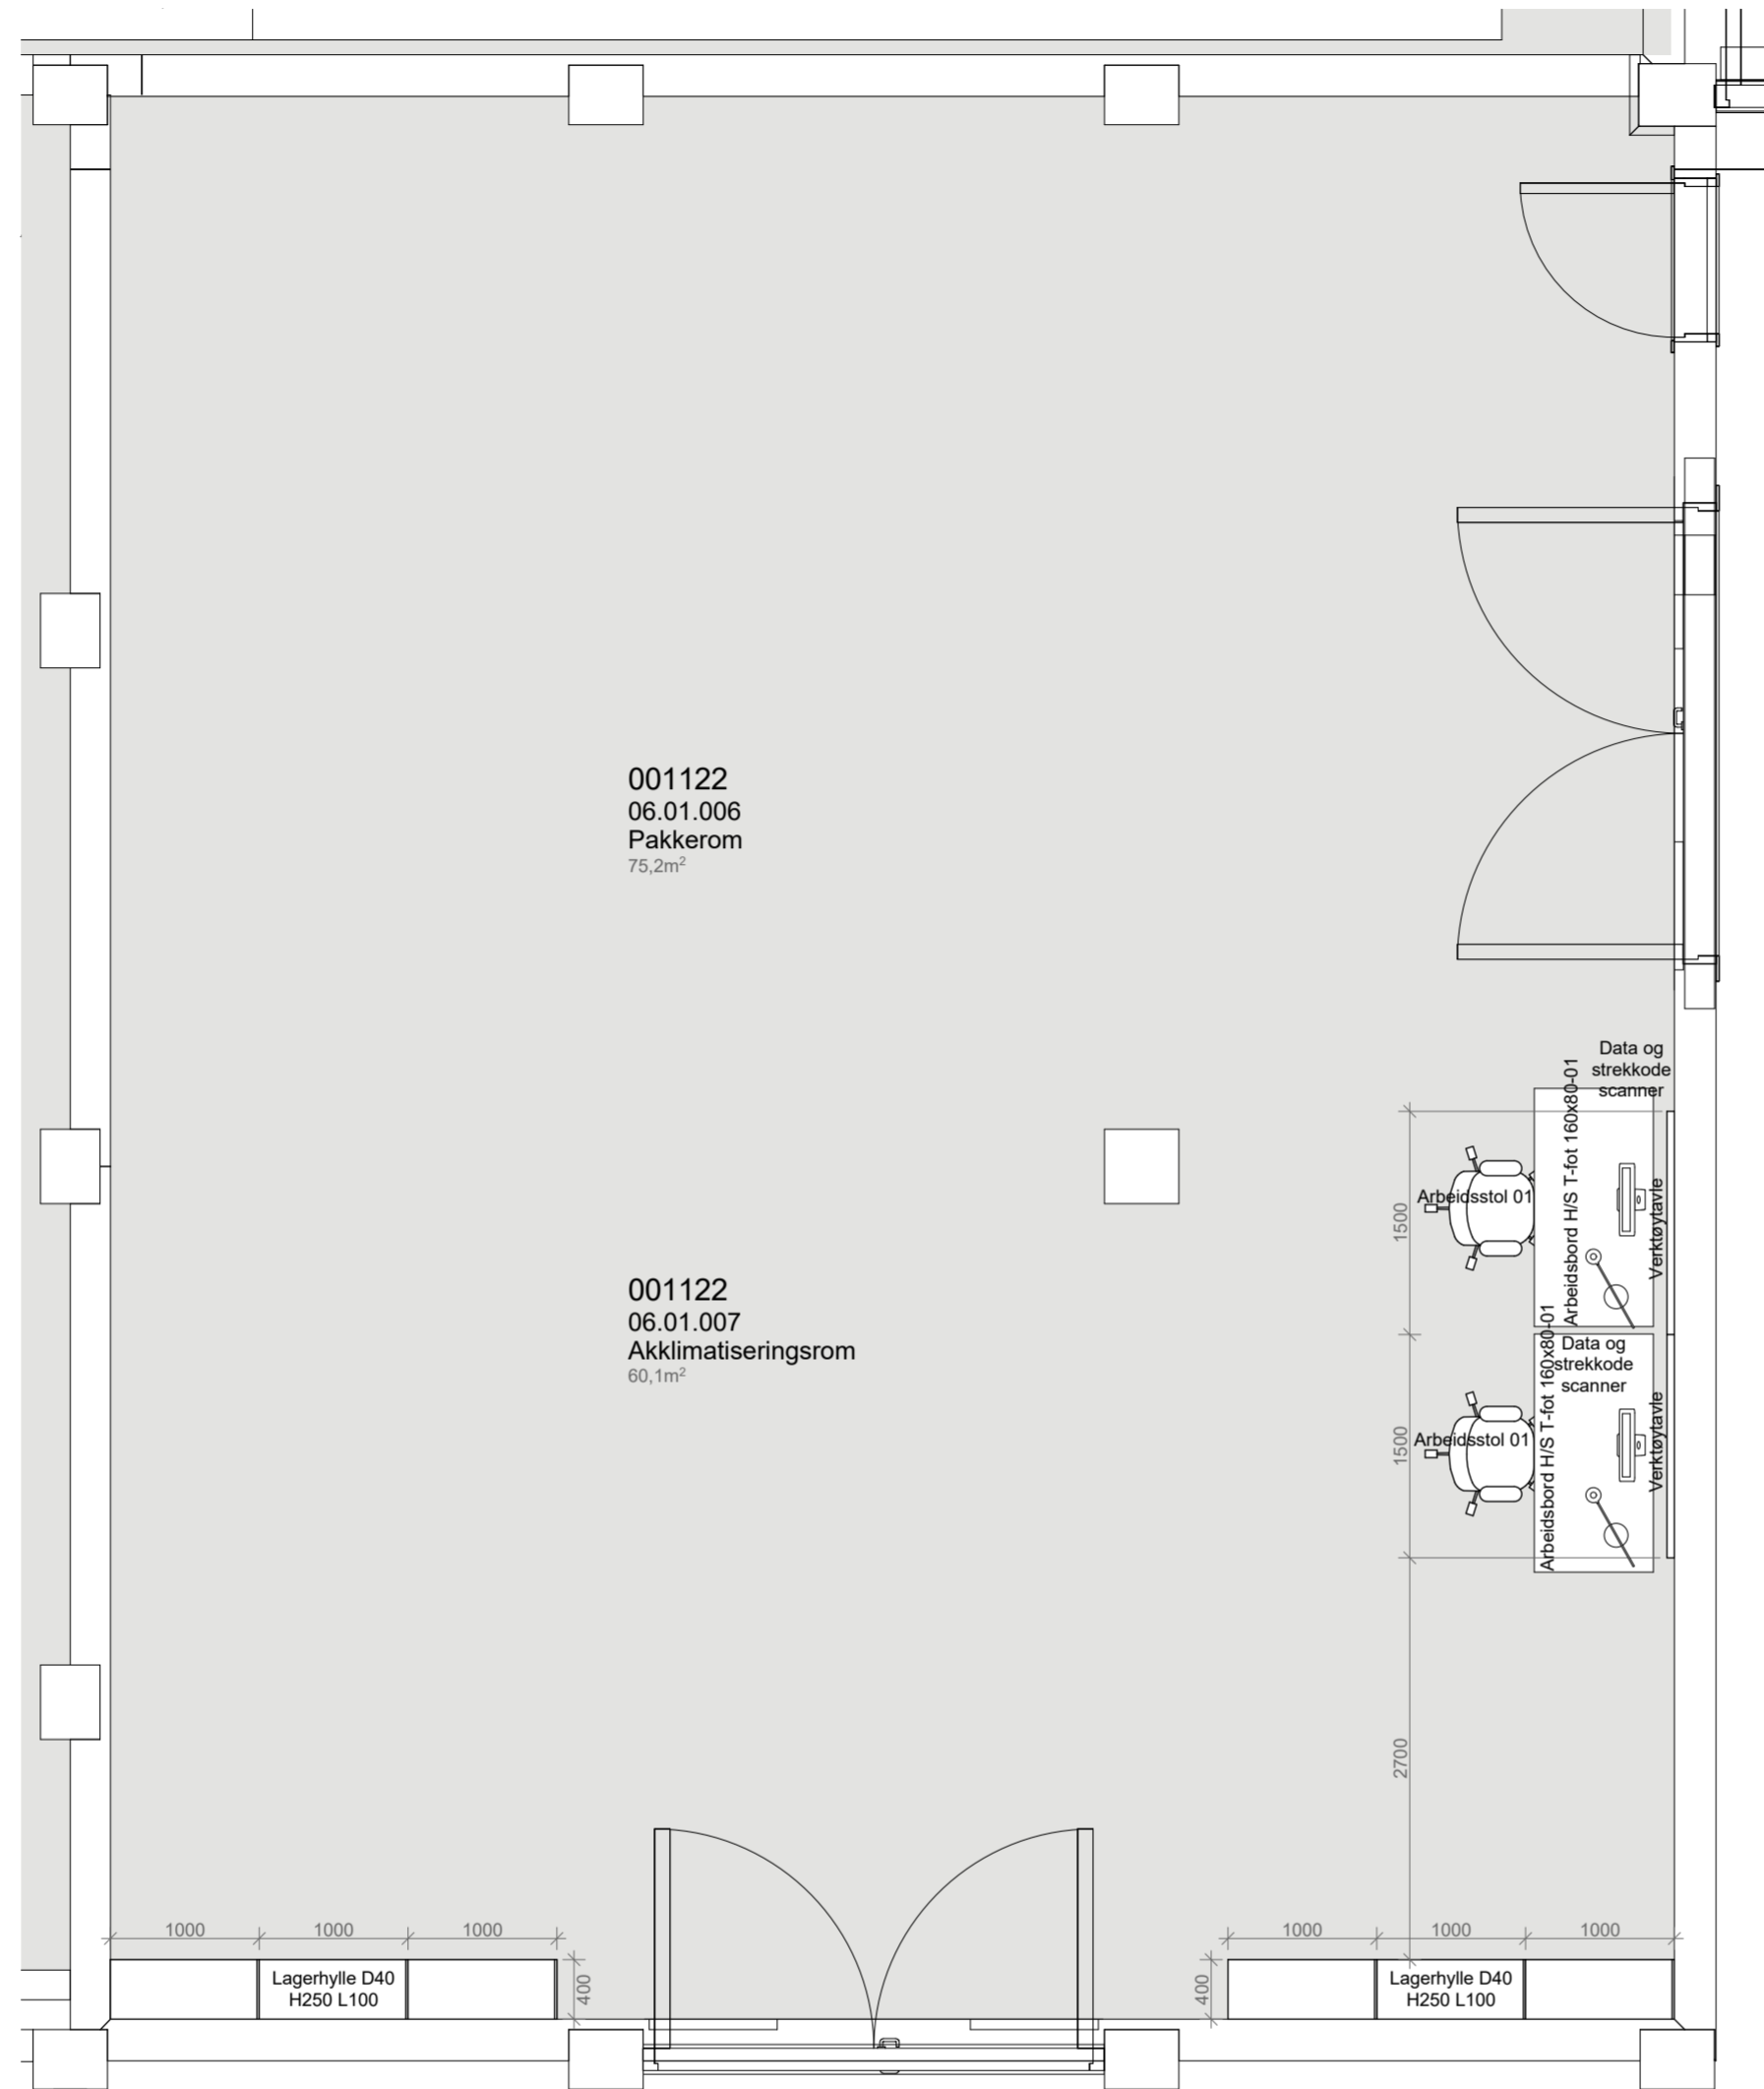 001122
06.01.006
Pakkerom
75,2m²
Data og
strekkode
scanner
Arbeidsbord H/S T-fot 160x80-01
Arbeidsstol 01
Verktøytavle
1500
001122
06.01.007
Akklimatiseringsrom
60,1m²
Data og
strekkode
scanner
Arbeidsbord H/S T-fot 160x80-01
Arbeidsstol 01
Verktøytavle
1500
2700
1000 1000 1000
1000 1000 1000
Lagerhylle D40
H250 L100
400
400
Lagerhylle D40
H250 L100